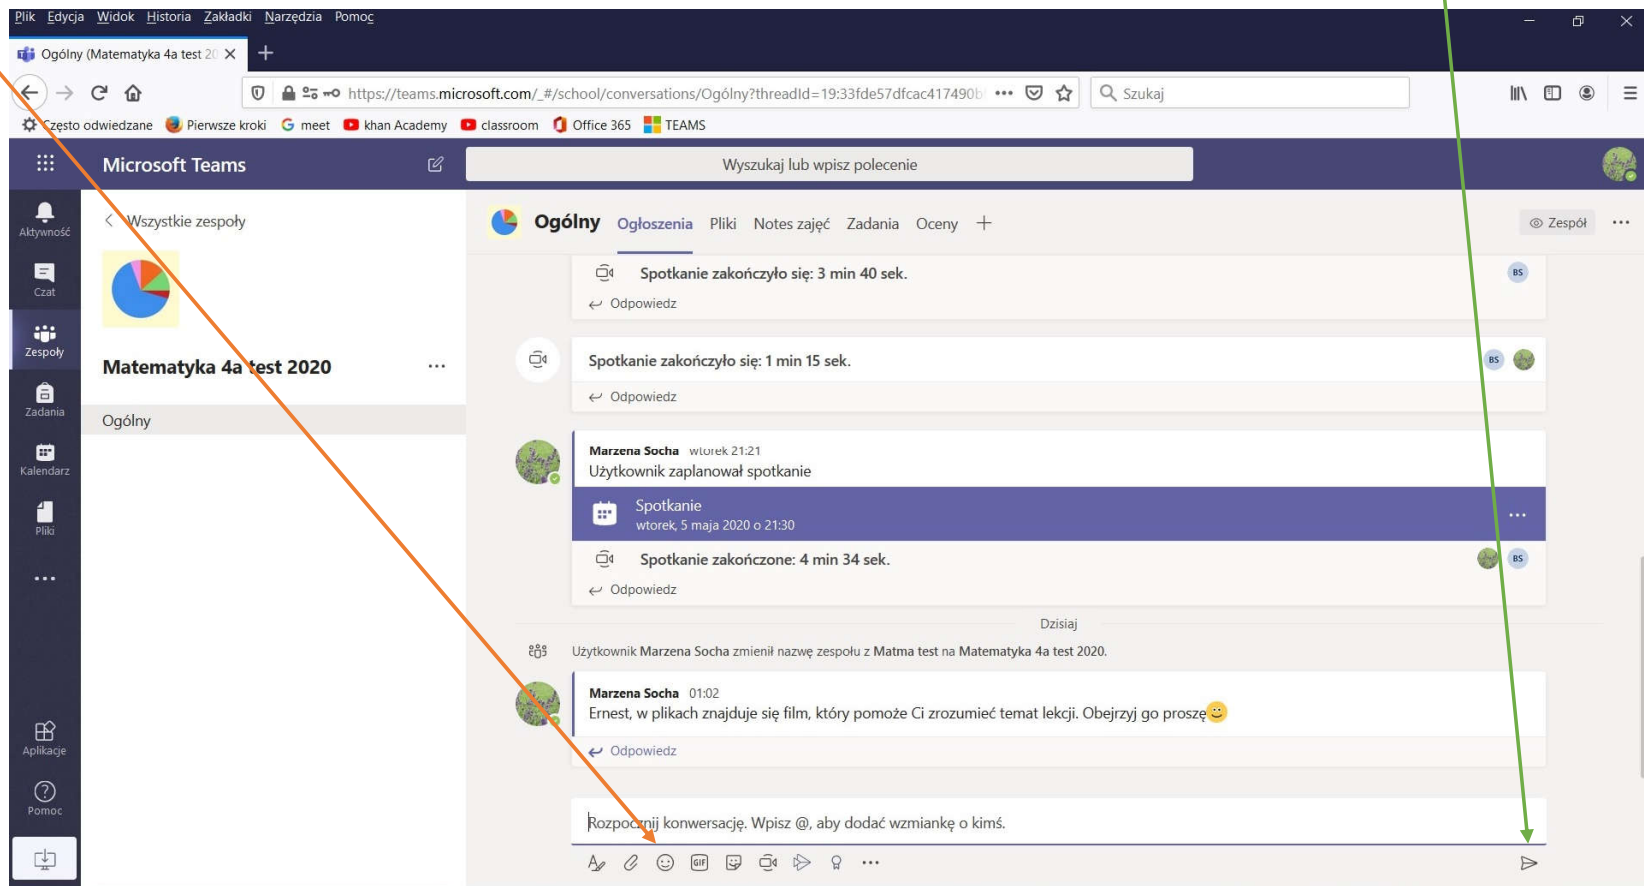 Plik Edycja Widok Historia Zakładki Narzędzia Pomoc
Ogólny (Matematyka 4a test 20
https://teams.microsoft.com/_#/school/conversations/Ogólny?threadId=19:33fde57dfcac417490b
Szukaj
Często odwiedzane Pierwsze kroki G meet khan Academy classroom Office 365 TEAMS
Microsoft Teams
Wyszukaj lub wpisz polecenie
Aktywność
Czat
Zespoły
Zadania
Kalendarz
Pliki
Aplikacje
Pomoc
Wszystkie zespoły
Matematyka 4a test 2020
Ogólny
Ogólny Ogłoszenia Pliki Notes zajęć Zadania Oceny
Zespół
Spotkanie zakończyło się: 3 min 40 sek.
BS
Odpowiedz
Spotkanie zakończyło się: 1 min 15 sek.
BS
Odpowiedz
Marzena Socha wtorek 21:21
Użytkownik zaplanował spotkanie
Spotkanie
wtorek, 5 maja 2020 o 21:30
Spotkanie zakończone: 4 min 34 sek.
BS
Odpowiedz
Dzisiaj
Użytkownik Marzena Socha zmienił nazwę zespołu z Matma test na Matematyka 4a test 2020.
Marzena Socha 01:02
Ernest, w plikach znajduje się film, który pomoże Ci zrozumieć temat lekcji. Obejrzyj go proszę
Odpowiedz
Rozpocznij konwersację. Wpisz @, aby dodać wzmiankę o kimś.
GIF